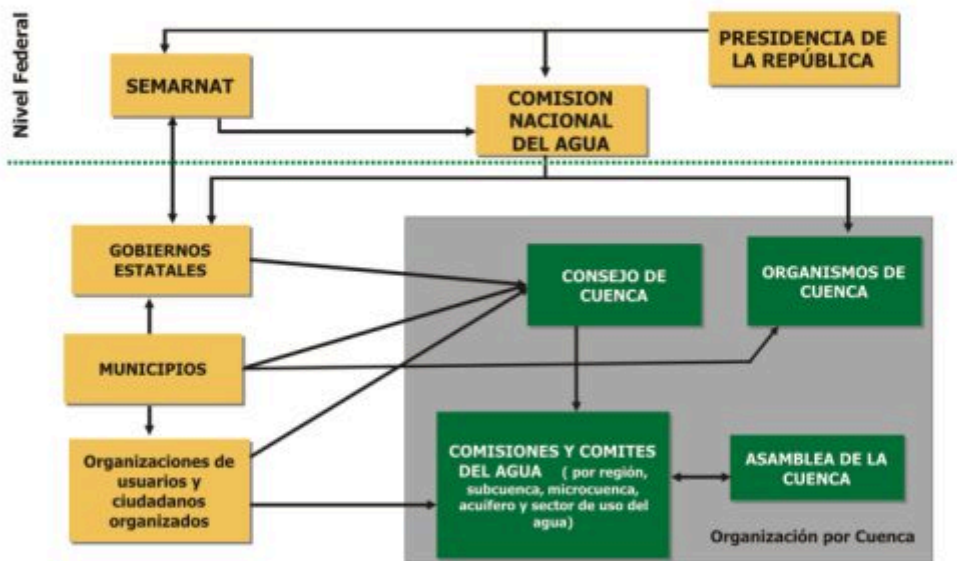 Nivel Federal
PRESIDENCIA DE
LA REPÚBLICA
SEMARNAT
COMISION
NACIONAL
DEL AGUA
GOBIERNOS
ESTATALES
CONSEJO DE
CUENCA
ORGANISMOS DE
CUENCA
MUNICIPIOS
Organizaciones de
usuarios y
ciudadanos
organizados
COMISIONES Y COMITES
DEL AGUA ( por región,
subcuenca, microcuenca,
acuífero y sector de uso del
agua)
ASAMBLEA DE LA
CUENCA
Organización por Cuenca